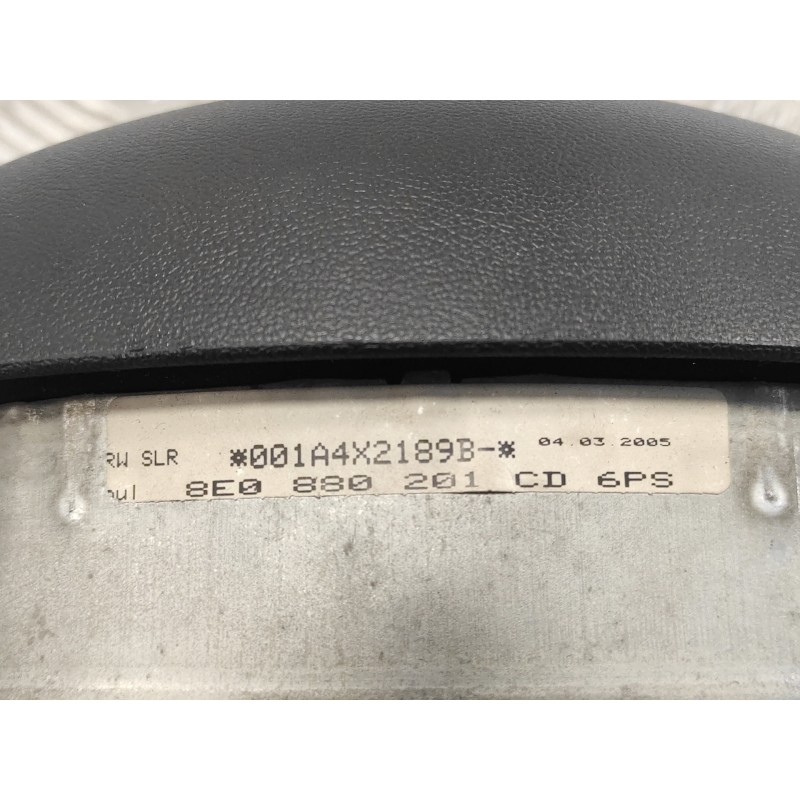 RW SLR *001A4X2189B-* 04.03.2005
8E0 880 201 CD 6PS